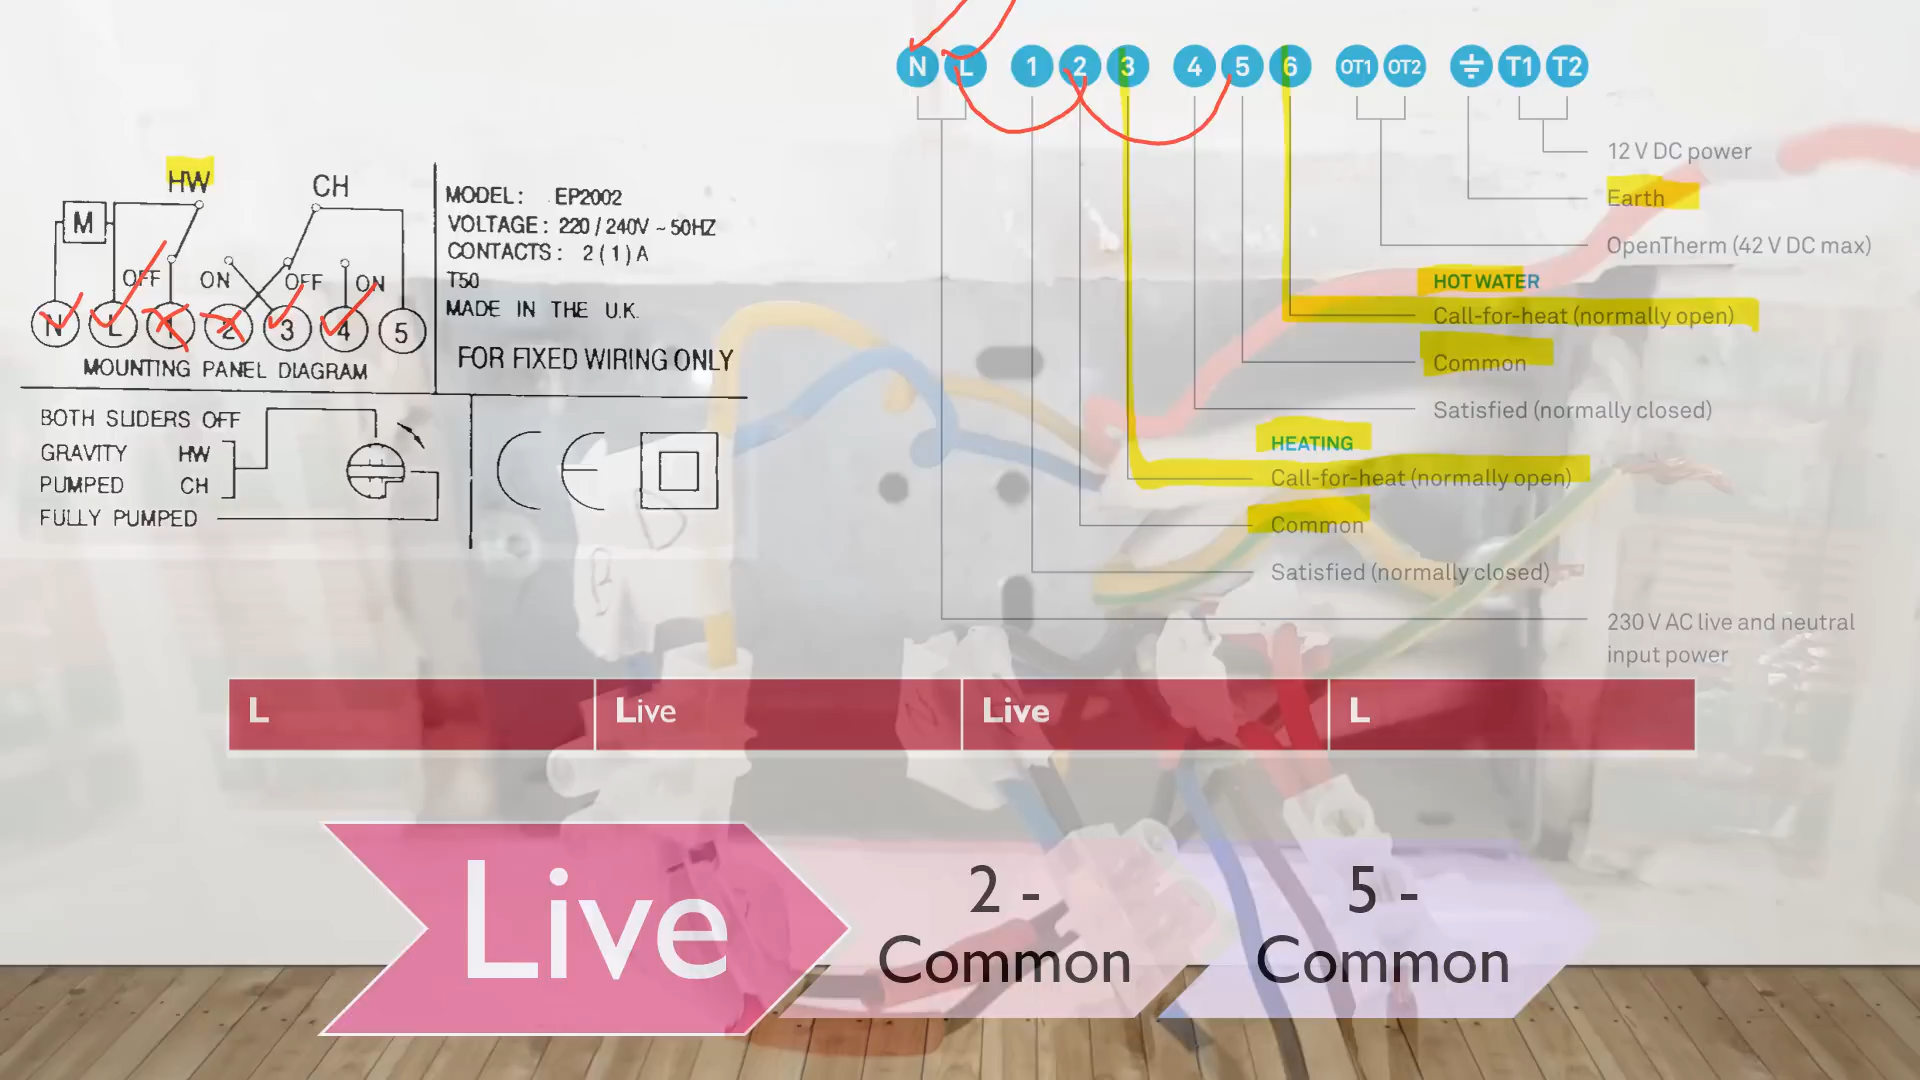 HW
CH
M
OFF
ON
OFF
ON
N L 1 2 3 4 5
MOUNTING PANEL DIAGRAM
MODEL: EP2002
VOLTAGE: 220/240V ~ 50HZ
CONTACTS: 2(1)A
T50
MADE IN THE U.K.
FOR FIXED WIRING ONLY
BOTH SLIDERS OFF
GRAVITY HW
PUMPED CH
FULLY PUMPED
CE
N L 1 2 3 4 5 6 OT1 OT2 T1 T2
12 V DC power
Earth
OpenTherm (42 V DC max)
HOT WATER
Call-for-heat (normally open)
Common
Satisfied (normally closed)
HEATING
Call-for-heat (normally open)
Common
Satisfied (normally closed)
230 V AC live and neutral
input power
L Live Live L
Live
2 -
Common
5 -
Common